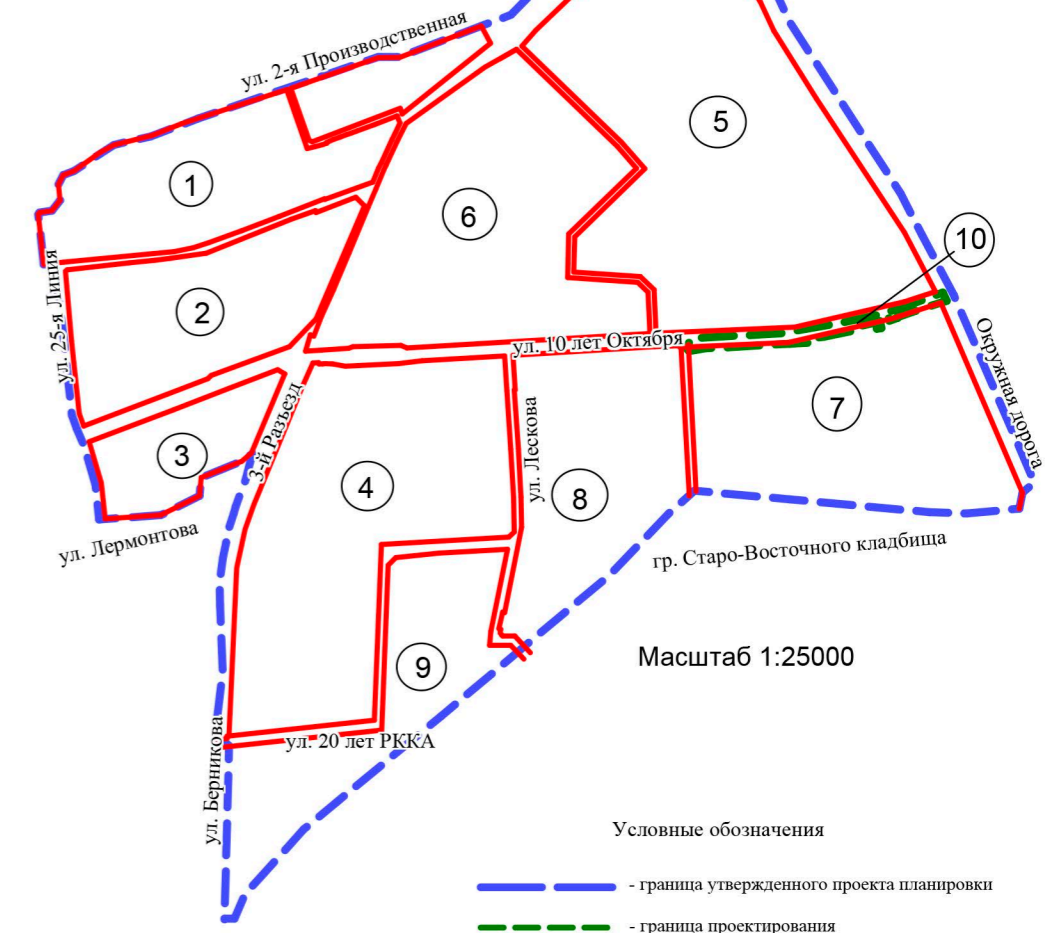 ул. 2-я Производственная
5
1
6
10
ул. 25-я Линия
2
ул. 10 лет Октября
Окружная дорога
3-й Разъезд
7
ул. Лескова
3
4
8
ул. Лермонтова
гр. Старо-Восточного кладбища
9
Масштаб 1:25000
ул. 20 лет РККА
ул. Берникова
Условные обозначения
- граница утвержденного проекта планировки
- граница проектирования